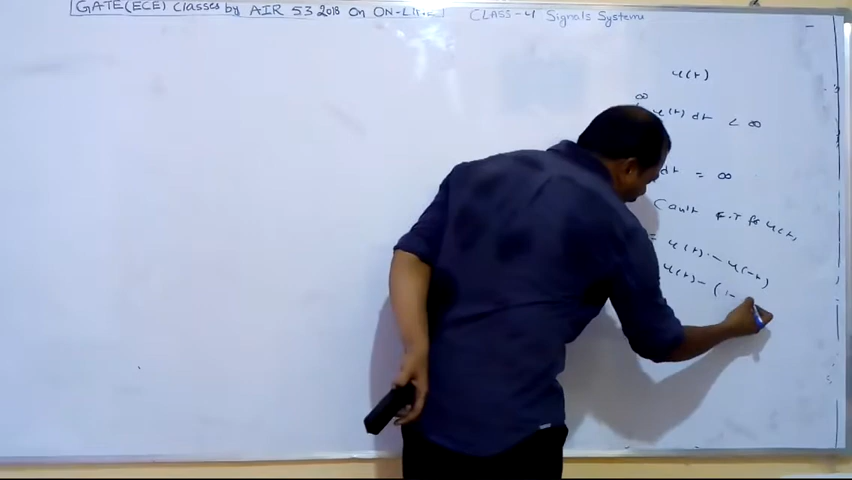 GATE(ECE) Classes by AIR 53 2018 on ON-LINE
CLASS-4 Signals Systems
u(t)
∞
u(t) dt < ∞
dt = ∞
Can't F.T for u(t),
= u(t) - u(-t)
u(t) - (1-